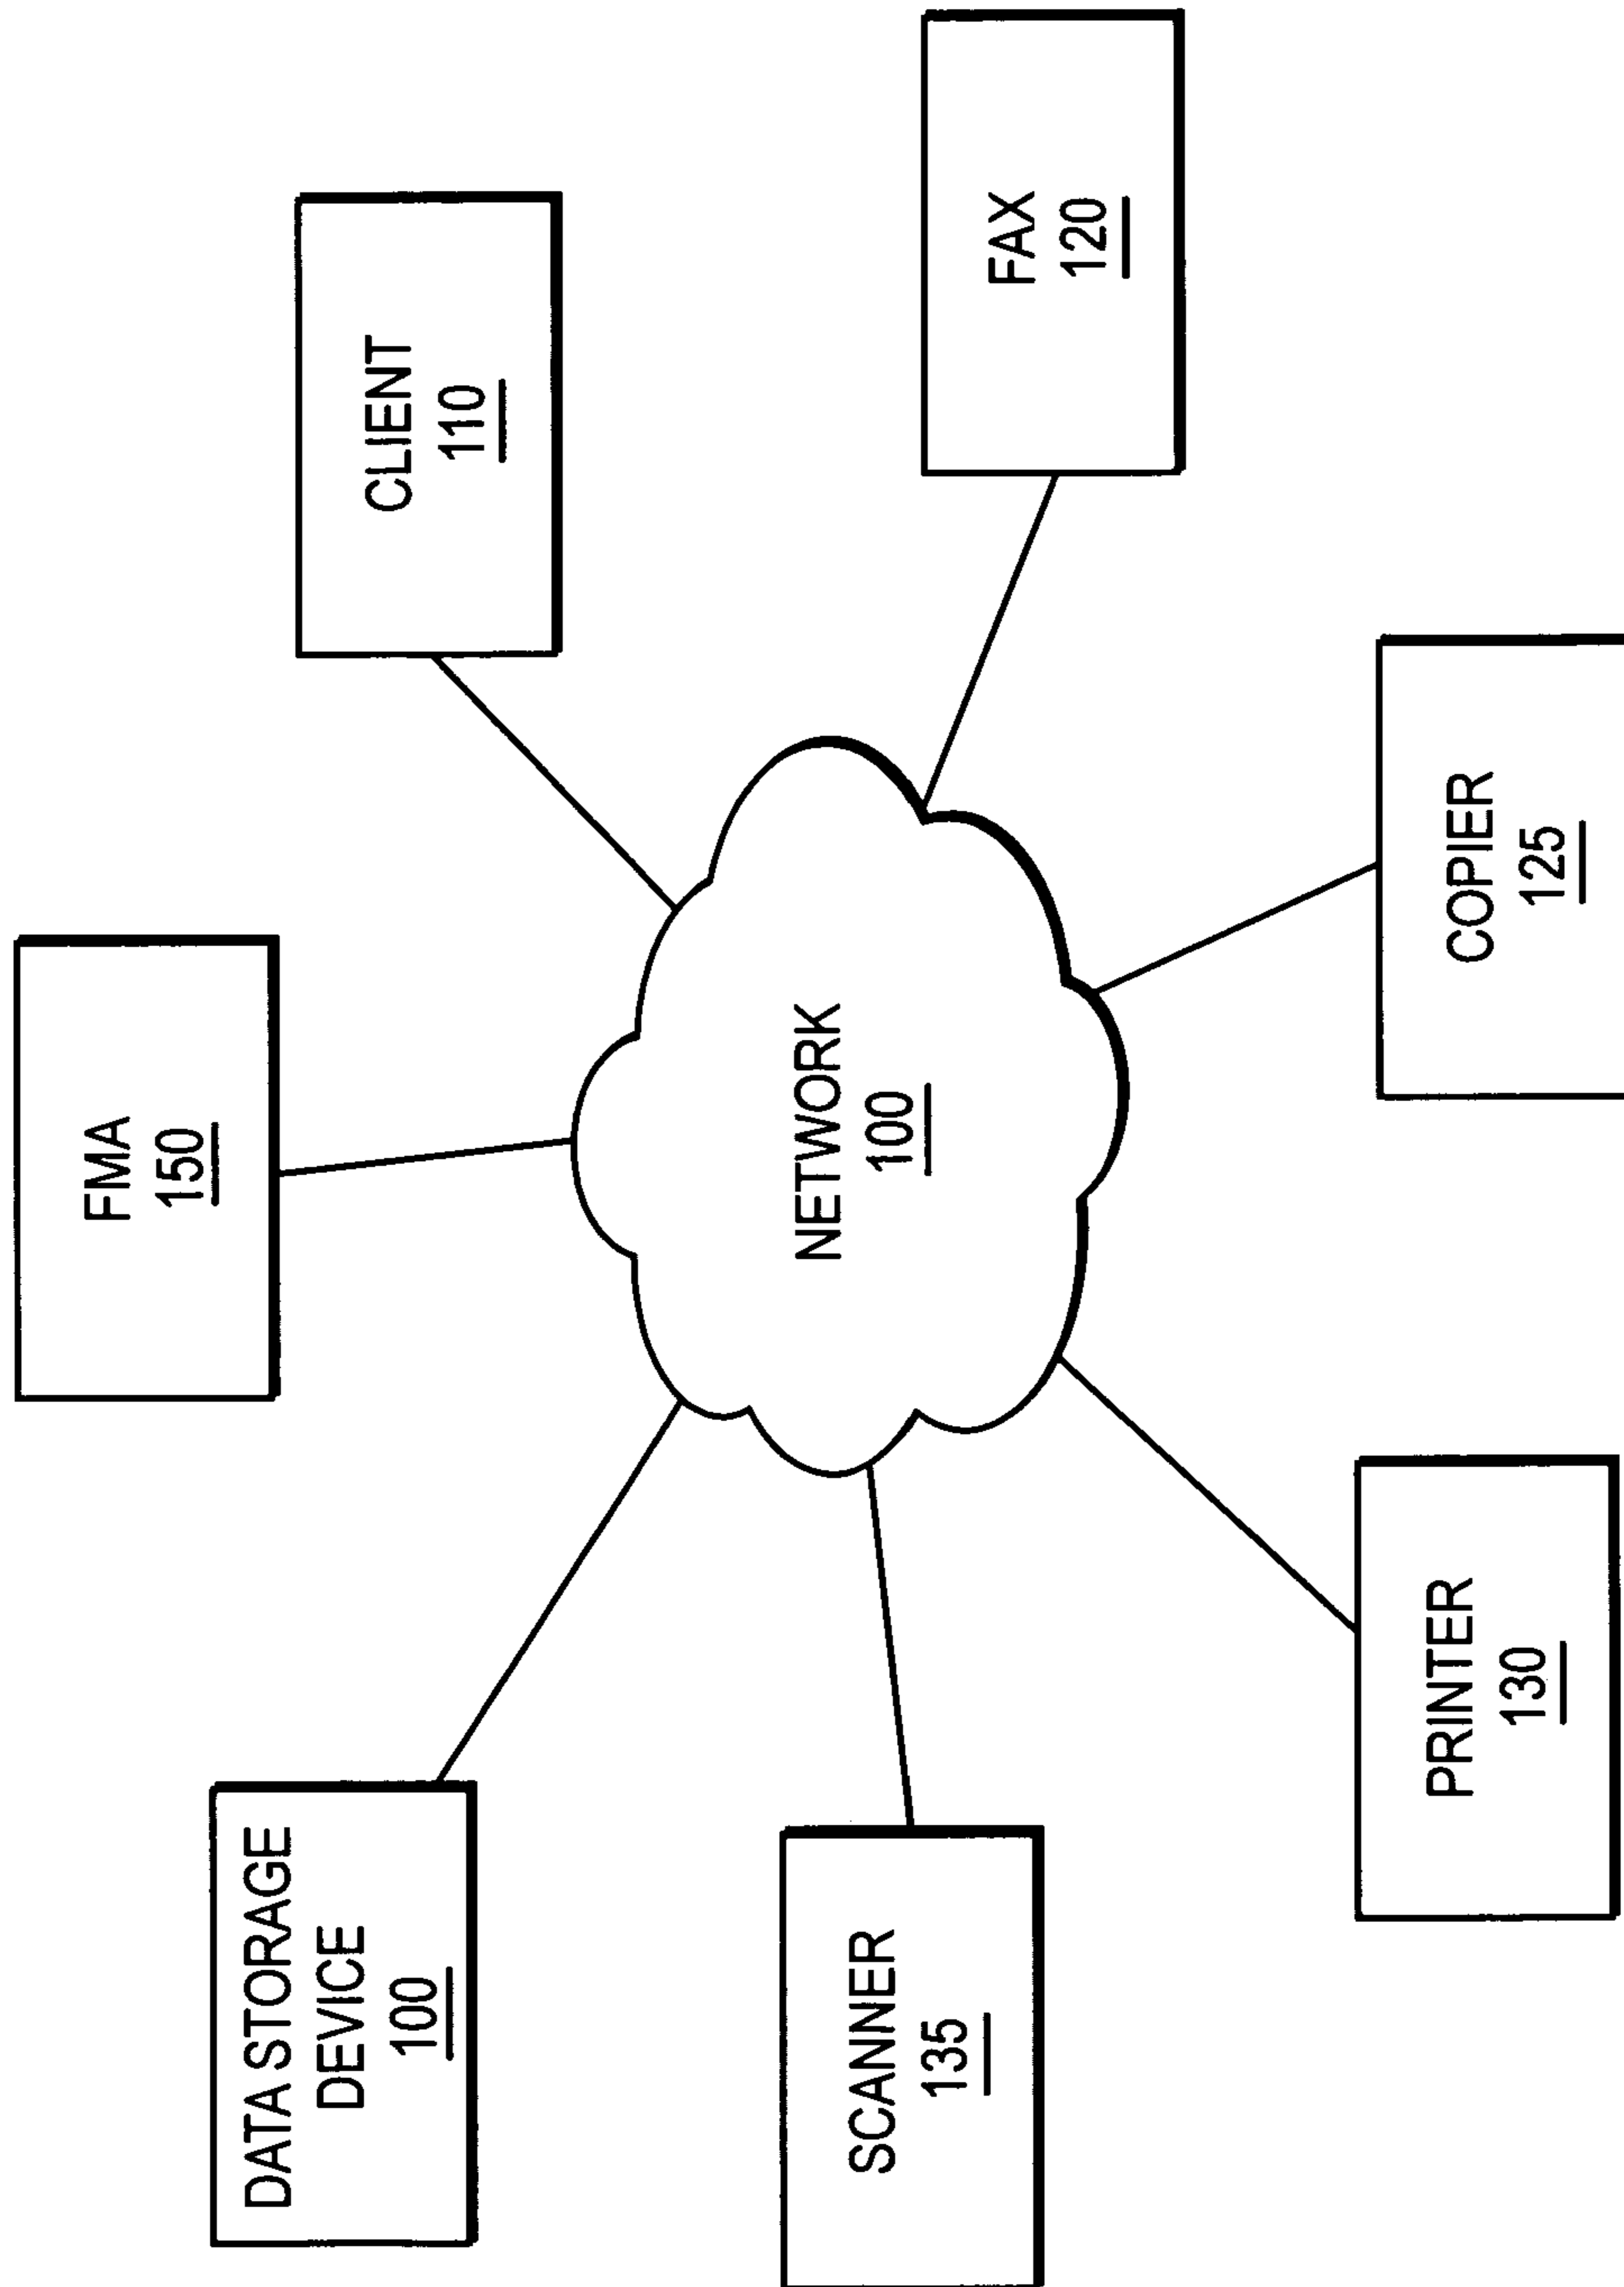 FMA
150
DATA STORAGE
DEVICE
100
CLIENT
110
NETWORK
100
SCANNER
135
FAX
120
PRINTER
130
COPIER
125